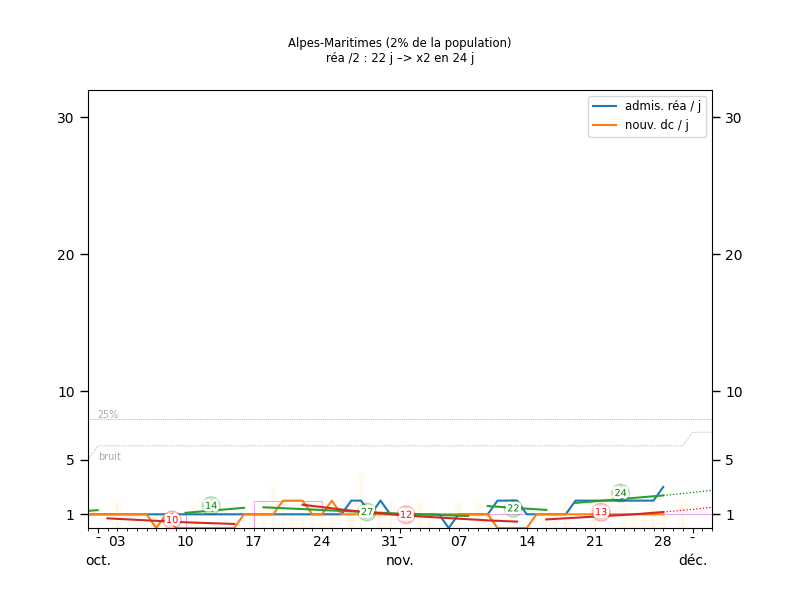 Alpes-Maritimes (2% de la population)
réa /2 : 22 j –> x2 en 24 j
admis. réa / j
nouv. dc / j
30 30
20 20
10 10
25%
5 5
bruit
24
14
22
27
12
13
10
1 1
- 03 10 17 24 31 - 07 14 21 28 -
oct. nov. déc.